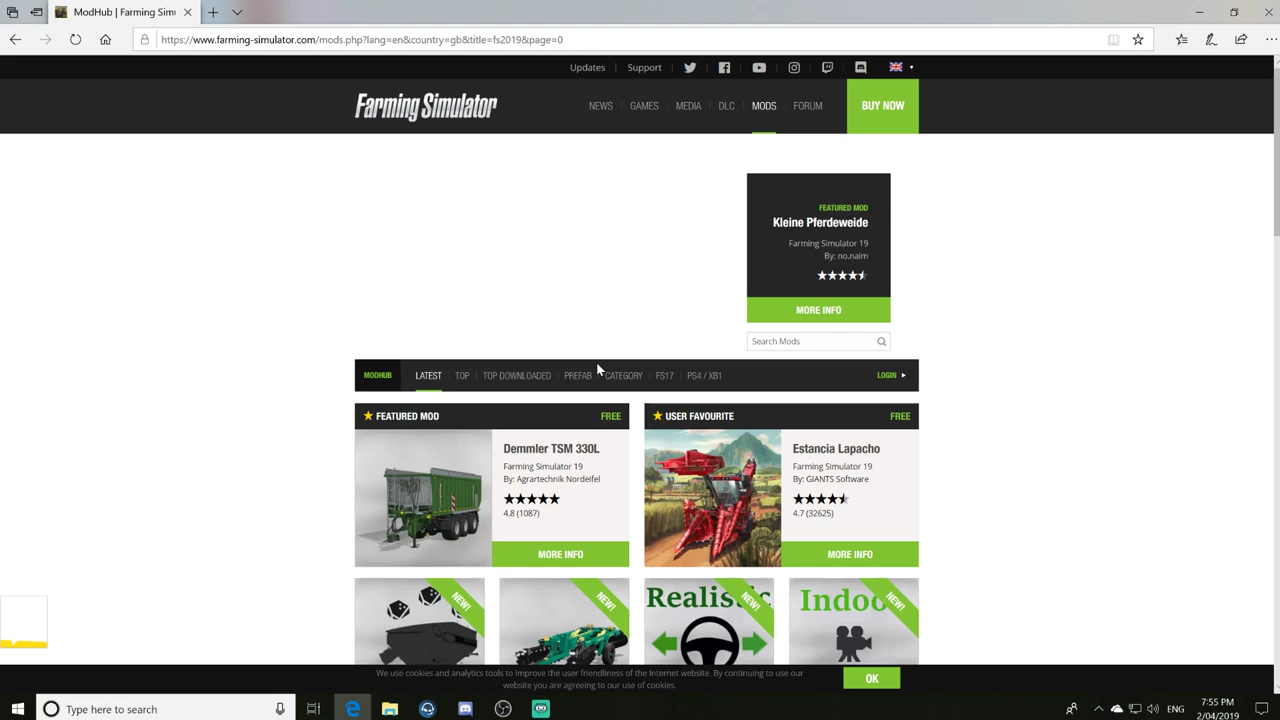 Mods | Farming Simulat
https://www.farming-simulator.com/mods.php?lang=en&country=gb&title=fs2019&page=0
Updates
Support
Farming Simulator
NEWS
GAMES
MEDIA
DLC
MODS
FORUM
BUY NOW
FEATURED MOD
Kleine Pferdeweide
Farming Simulator 19
By: no.naim
MORE INFO
Search Mods
MODHUB
LATEST
TOP
TOP DOWNLOADED
PREFAB
CATEGORY
FS17
PS4 / XB1
LOGIN
FEATURED MOD
FREE
Demmler TSM 330L
Farming Simulator 19
By: Agrartechnik Nordeifel
4.8 (1087)
MORE INFO
USER FAVOURITE
FREE
Estancia Lapacho
Farming Simulator 19
By: GIANTS Software
4.7 (32625)
MORE INFO
NEW!
NEW!
Realistic
NEW!
Indoo
NEW!
We use cookies and analytics tools to improve the user friendliness of the Internet website. By continuing to use our
website you are agreeing to our use of cookies.
OK
Type here to search
ENG
7:55 PM
2/04/2019